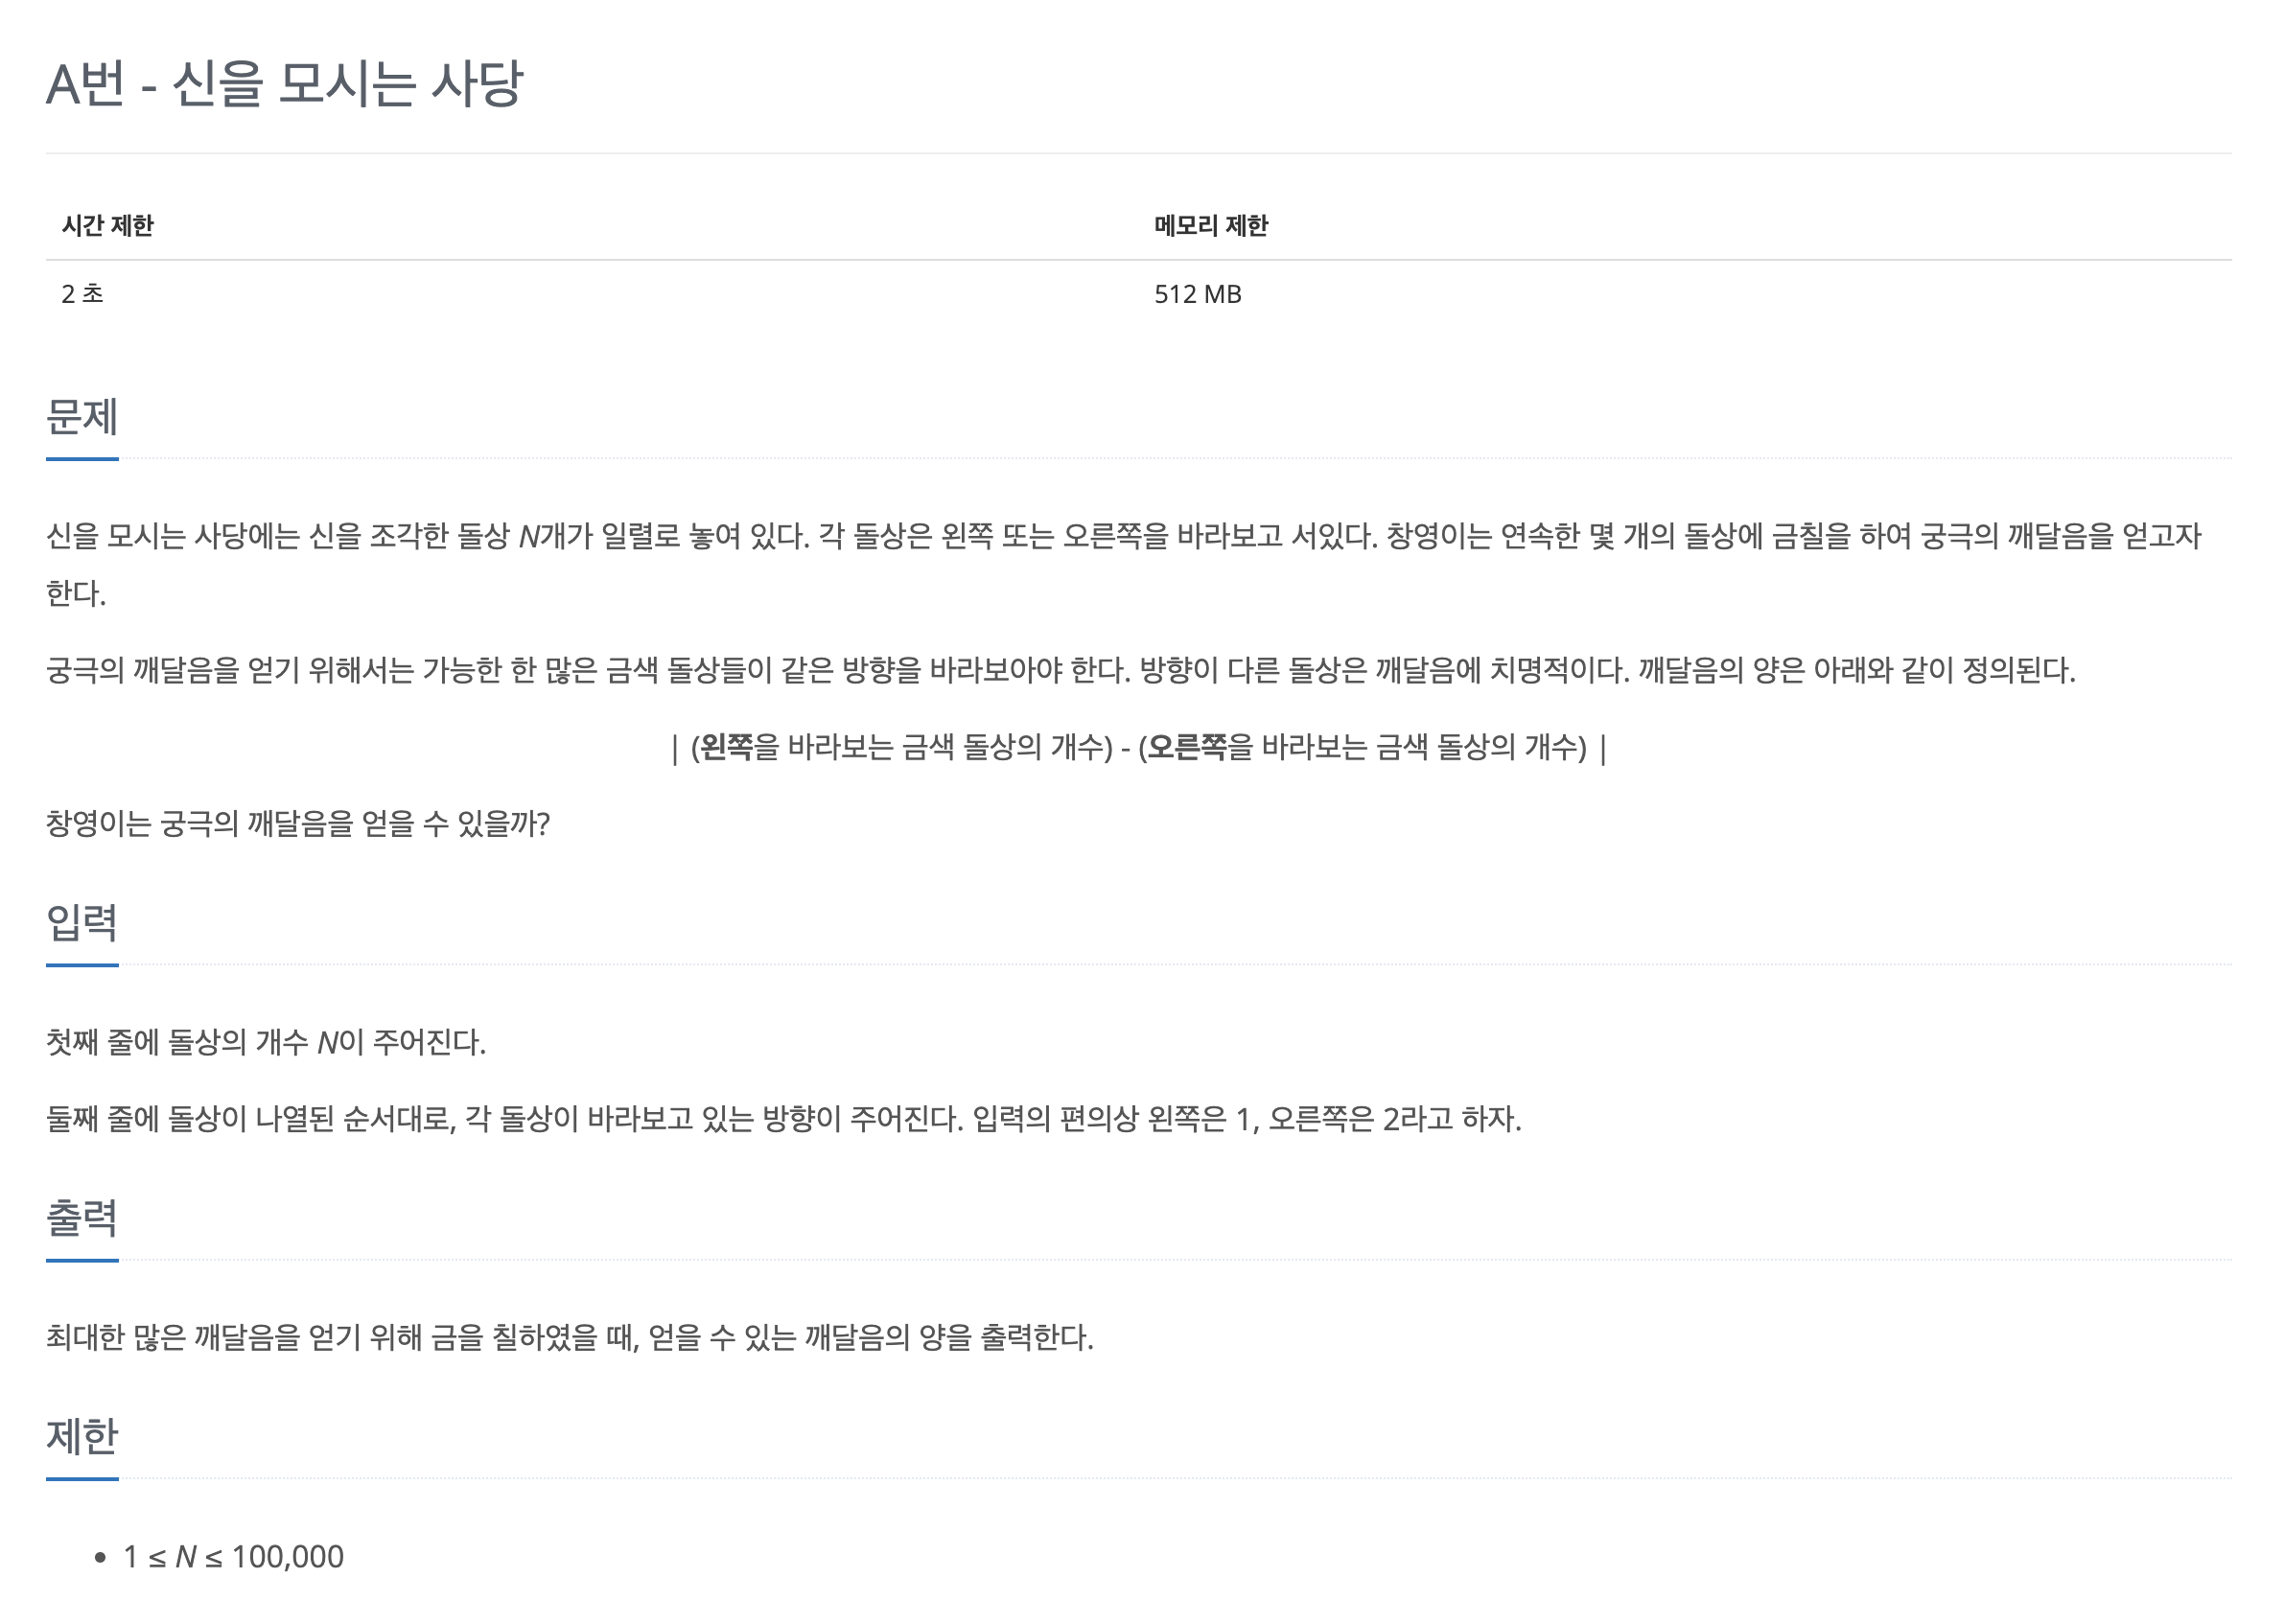 A번 - 신을 모시는 사당
시간 제한 메모리 제한
2 초 512 MB
문제
신을 모시는 사당에는 신을 조각한 돌상 N개가 일렬로 놓여 있다. 각 돌상은 왼쪽 또는 오른쪽을 바라보고 서있다. 창영이는 연속한 몇 개의 돌상에 금칠을 하여 궁극의 깨달음을 얻고자
한다.
궁극의 깨달음을 얻기 위해서는 가능한 한 많은 금색 돌상들이 같은 방향을 바라보아야 한다. 방향이 다른 돌상은 깨달음에 치명적이다. 깨달음의 양은 아래와 같이 정의된다.
| (왼쪽을 바라보는 금색 돌상의 개수) - (오른쪽을 바라보는 금색 돌상의 개수) |
창영이는 궁극의 깨달음을 얻을 수 있을까?
입력
첫째 줄에 돌상의 개수 N이 주어진다.
둘째 줄에 돌상이 나열된 순서대로, 각 돌상이 바라보고 있는 방향이 주어진다. 입력의 편의상 왼쪽은 1, 오른쪽은 2라고 하자.
출력
최대한 많은 깨달음을 얻기 위해 금을 칠하였을 때, 얻을 수 있는 깨달음의 양을 출력한다.
제한
• 1 ≤ N ≤ 100,000